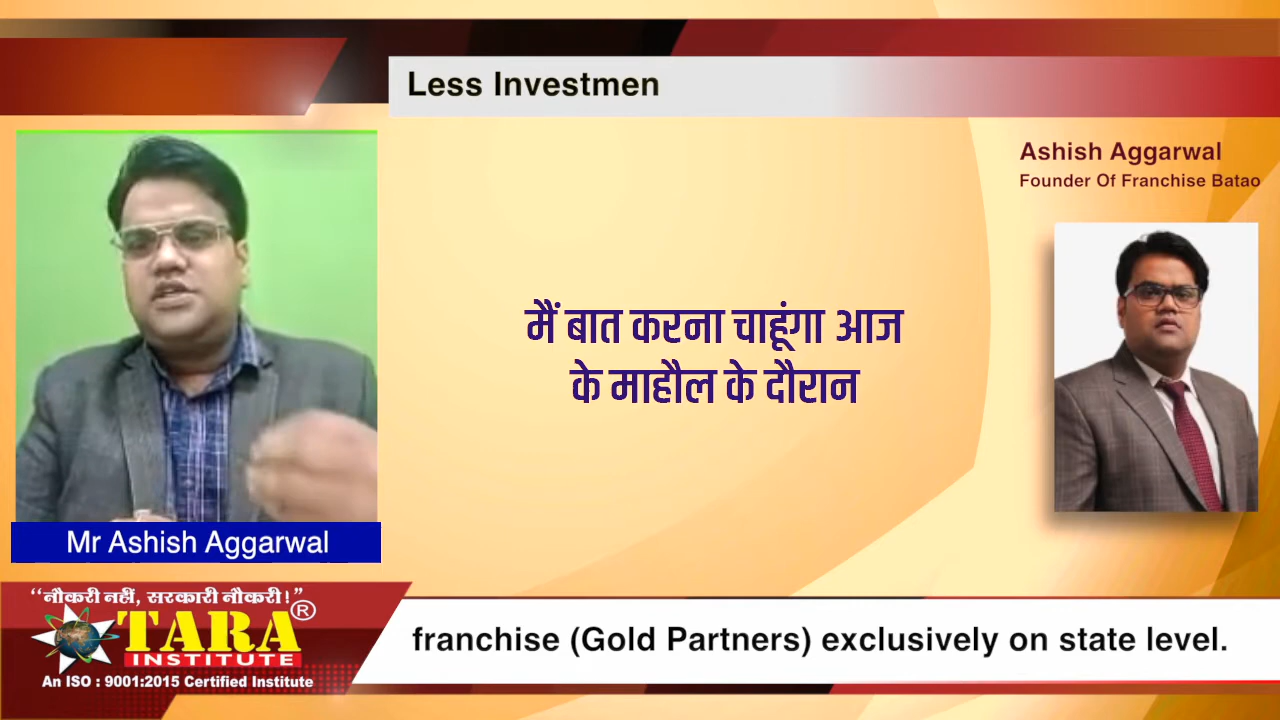 Less Investmen
Ashish Aggarwal
Founder Of Franchise Batao
मैं बात करना चाहूंगा आज
के माहौल के दौरान
Mr Ashish Aggarwal
“नौकरी नहीं, सरकारी नौकरी!”
TARA®
INSTITUTE
An ISO : 9001:2015 Certified Institute
franchise (Gold Partners) exclusively on state level.